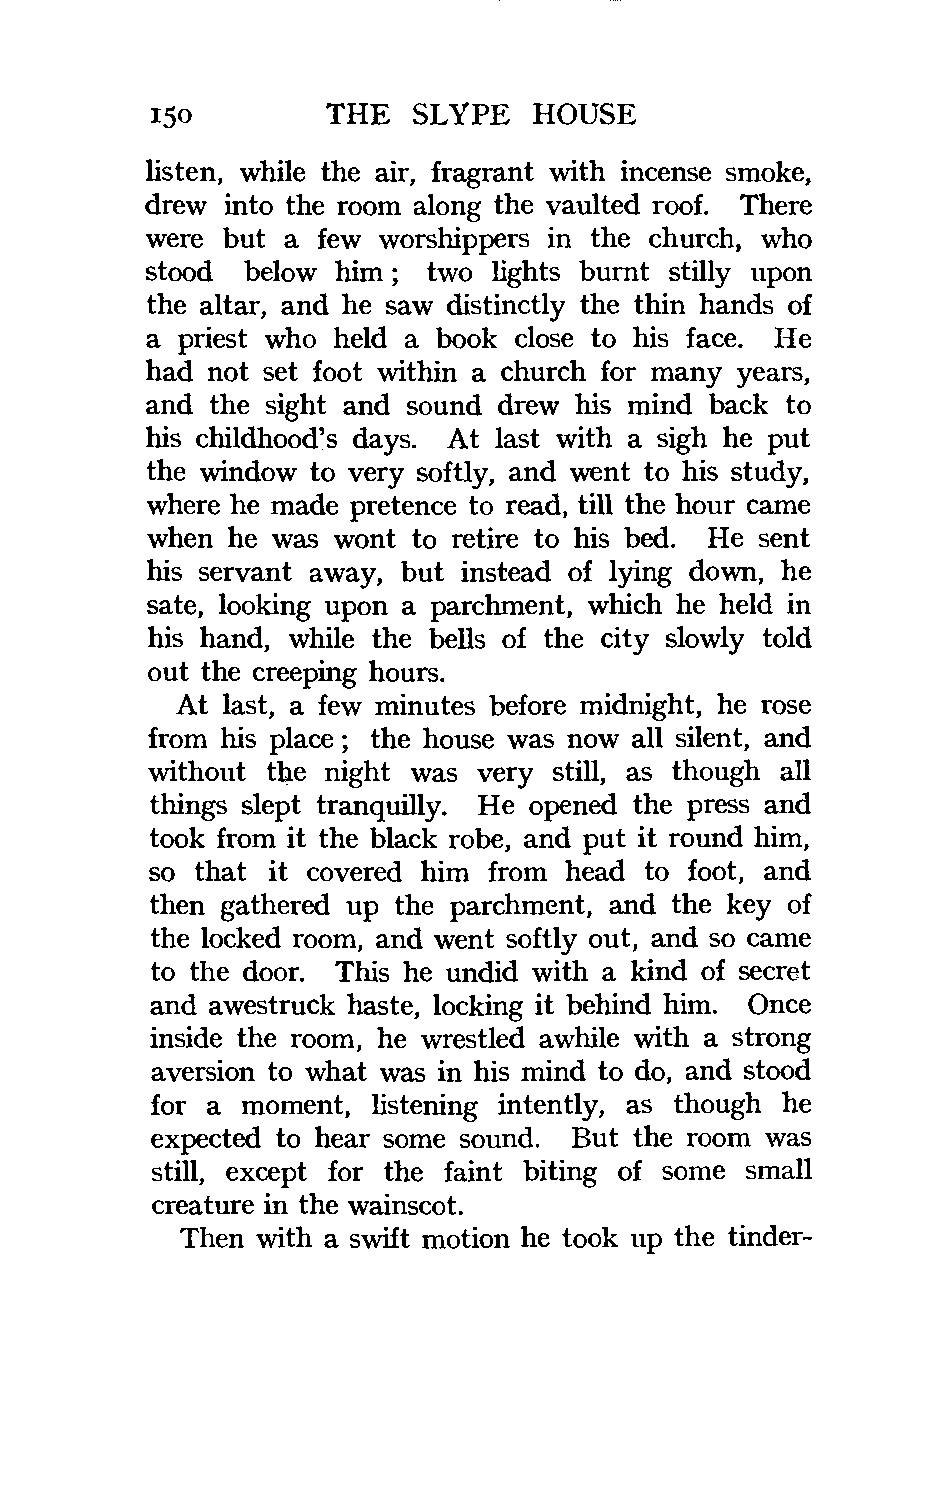 150 THE SLYPE HOUSE
listen, while the air, fragrant with incense smoke,
drew into the room along the vaulted roof. There
were but a few worshippers in the church, who
stood below him ; two lights burnt stilly upon
the altar, and he saw distinctly the thin hands of
a priest who held a book close to his face. He
had not set foot within a church for many years,
and the sight and sound drew his mind back to
his childhood's days. At last with a sigh he put
the window to very softly, and went to his study,
where he made pretence to read, till the hour came
when he was wont to retire to his bed. He sent
his servant away, but instead of lying down, he
sate, looking upon a parchment, which he held in
his hand, while the bells of the city slowly told
out the creeping hours.
At last, a few minutes before midnight, he rose
from his place ; the house was now all silent, and
without the night was very still, as though all
things slept tranquilly. He opened the press and
took from it the black robe, and put it round him,
so that it covered him from head to foot, and
then gathered up the parchment, and the key of
the locked room, and went softly out, and so came
to the door. This he undid with a kind of secret
and awestruck haste, locking it behind him. Once
inside the room, he wrestled awhile with a strong
aversion to what was in his mind to do, and stood
for a moment, listening intently, as though he
expected to hear some sound. But the room was
still, except for the faint biting of some small
creature in the wainscot.
Then with a swift motion he took up the tinder-